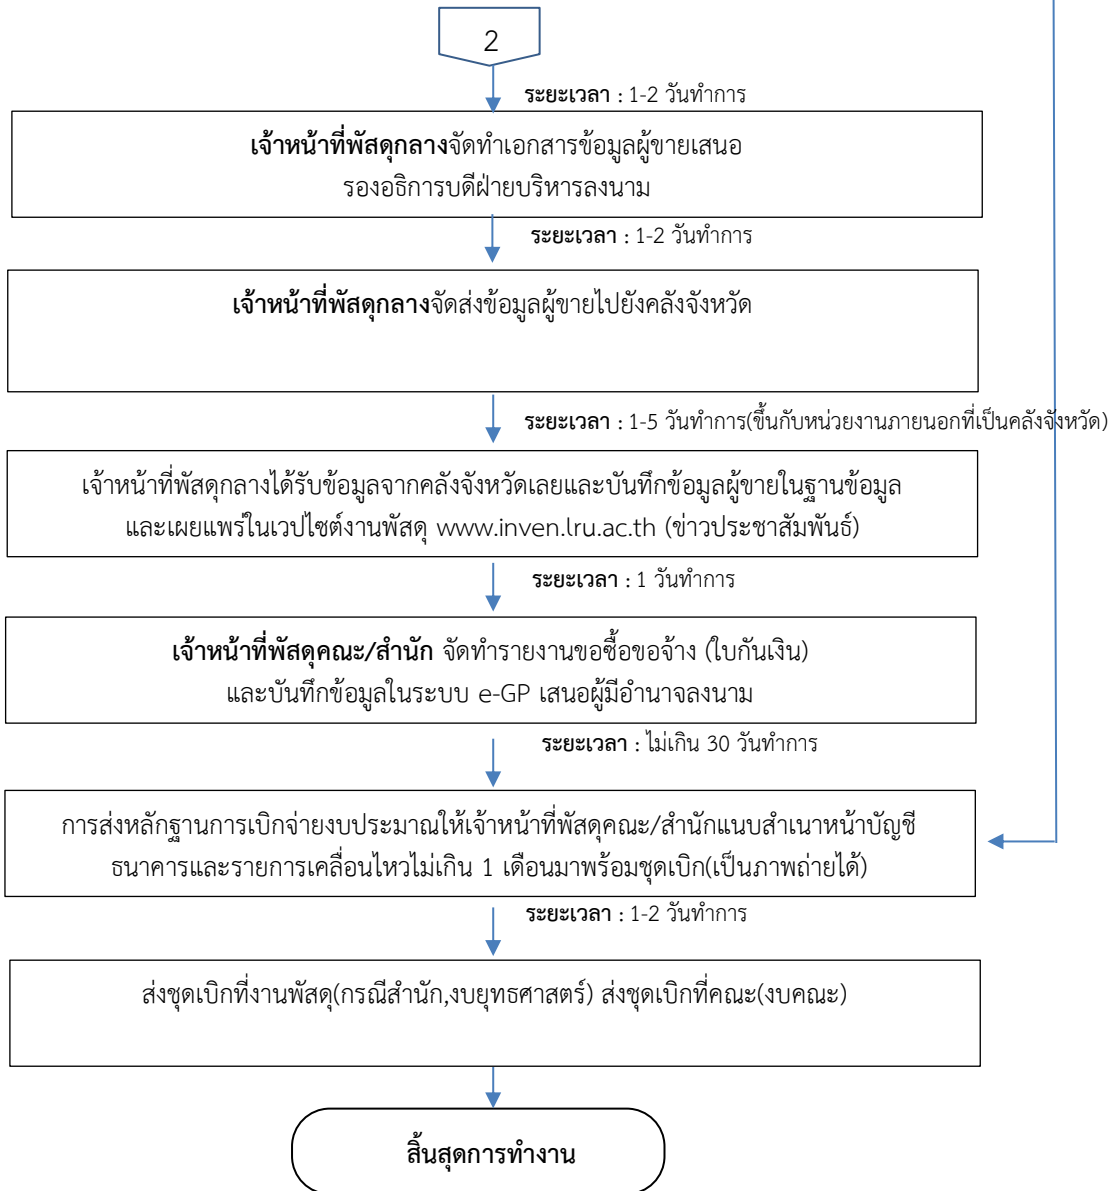 2
ระยะเวลา : 1-2 วันทำการ
เจ้าหน้าที่พัสดุกลางจัดทำเอกสารข้อมูลผู้ขายเสนอ
รองอธิการบดีฝ่ายบริหารลงนาม
ระยะเวลา : 1-2 วันทำการ
เจ้าหน้าที่พัสดุกลางจัดส่งข้อมูลผู้ขายไปยังคลังจังหวัด
ระยะเวลา : 1-5 วันทำการ(ขึ้นกับหน่วยงานภายนอกที่เป็นคลังจังหวัด)
เจ้าหน้าที่พัสดุกลางได้รับข้อมูลจากคลังจังหวัดเลยและบันทึกข้อมูลผู้ขายในฐานข้อมูล
และเผยแพร่ในเวปไซต์งานพัสดุ www.inven.lru.ac.th (ข่าวประชาสัมพันธ์)
ระยะเวลา : 1 วันทำการ
เจ้าหน้าที่พัสดุคณะ/สำนัก จัดทำรายงานขอซื้อขอจ้าง (ใบกันเงิน)
และบันทึกข้อมูลในระบบ e-GP เสนอผู้มีอำนาจลงนาม
ระยะเวลา : ไม่เกิน 30 วันทำการ
การส่งหลักฐานการเบิกจ่ายงบประมาณให้เจ้าหน้าที่พัสดุคณะ/สำนักแนบสำเนาหน้าบัญชี
ธนาคารและรายการเคลื่อนไหวไม่เกิน 1 เดือนมาพร้อมชุดเบิก(เป็นภาพถ่ายได้)
ระยะเวลา : 1-2 วันทำการ
ส่งชุดเบิกที่งานพัสดุ(กรณีสำนัก,งบยุทธศาสตร์) ส่งชุดเบิกที่คณะ(งบคณะ)
สิ้นสุดการทำงาน